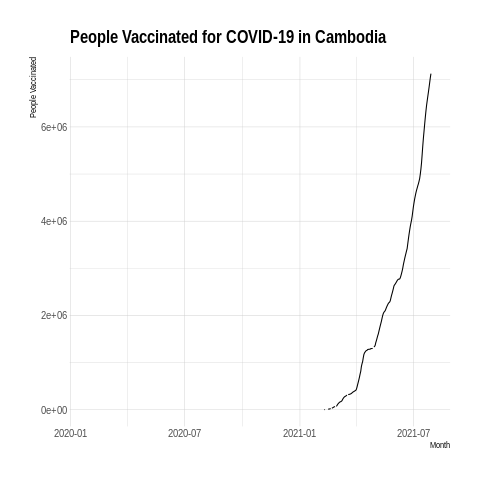 People Vaccinated for COVID-19 in Cambodia
People Vaccinated
6e+06
4e+06
2e+06
0e+00
2020-01
2020-07
2021-01
2021-07
Month